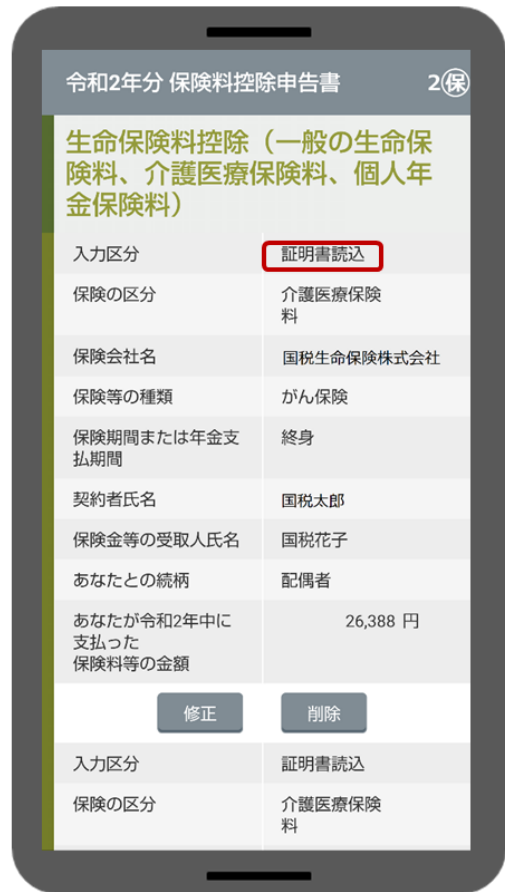 令和2年分 保険料控除申告書 2㋭
生命保険料控除（一般の生命保
険料、介護医療保険料、個人年
金保険料）
入力区分 証明書読込
保険の区分 介護医療保険
料
保険会社名 国税生命保険株式会社
保険等の種類 がん保険
保険期間または年金支 終身
払期間
契約者氏名 国税太郎
保険金等の受取人氏名 国税花子
あなたとの続柄 配偶者
あなたが令和2年中に 26,388 円
支払った
保険料等の金額
修正 削除
入力区分 証明書読込
保険の区分 介護医療保険
料